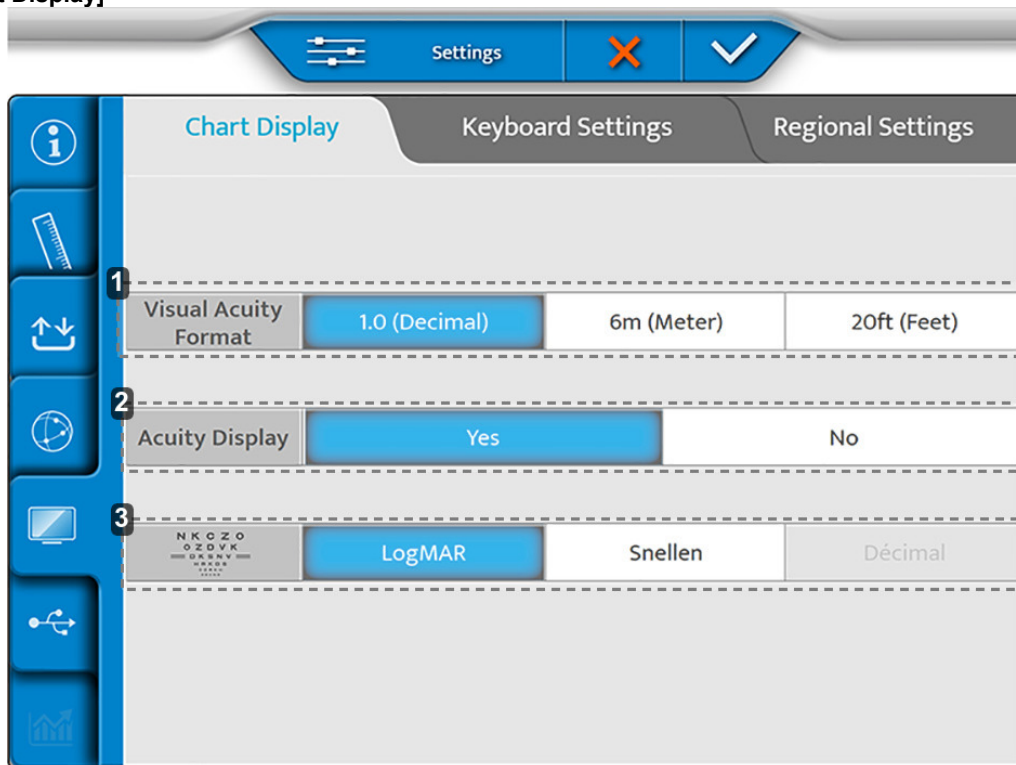 Display]
Settings
Chart Display
Keyboard Settings
Regional Settings
1
Visual Acuity
Format
1.0 (Decimal)
6m (Meter)
20ft (Feet)
2
Acuity Display
Yes
No
3
N K C Z O
O Z D V K
D K S N Y
H R K D S
LogMAR
Snellen
Décimal